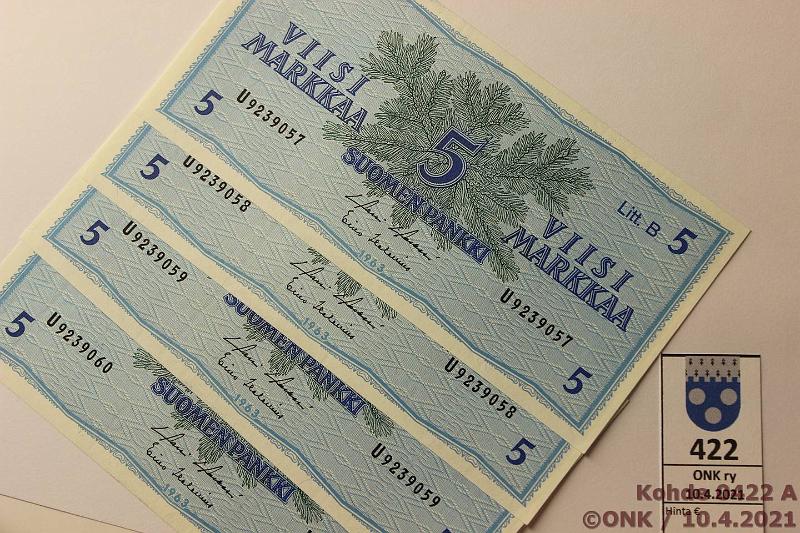 VIISI
MARKKAA
5
U9239057
5
SUOMEN PANKKI
1963
Litt. B 5
VIISI
MARKKAA
U9239057
5
5
U9239058
1963
U9239058
5
5
U9239059
SUOMEN PANKKI
1963
U9239059
5
U9239060
SUOMEN PANKKI
1963
422
ONK ry
10.4.2021
Hinta €
Kohde 0122 A
©ONK / 10.4.2021